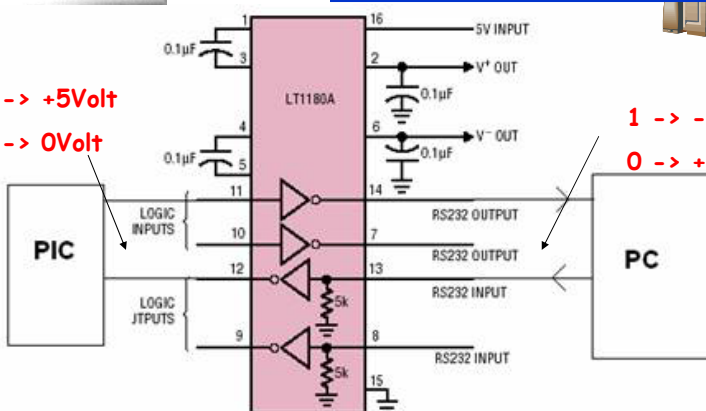 1
16
5V INPUT
0.1µF
3
2
V⁺ OUT
LT1180A
0.1µF
-> +5Volt
-> 0Volt
1 -> -
0 -> +
4
6
V⁻ OUT
0.1µF
5
0.1µF
11
14
LOGIC
INPUTS
RS232 OUTPUT
PIC
PC
10
7
RS232 OUTPUT
12
13
5k
RS232 INPUT
LOGIC
JTPUTS
9
8
5k
RS232 INPUT
15